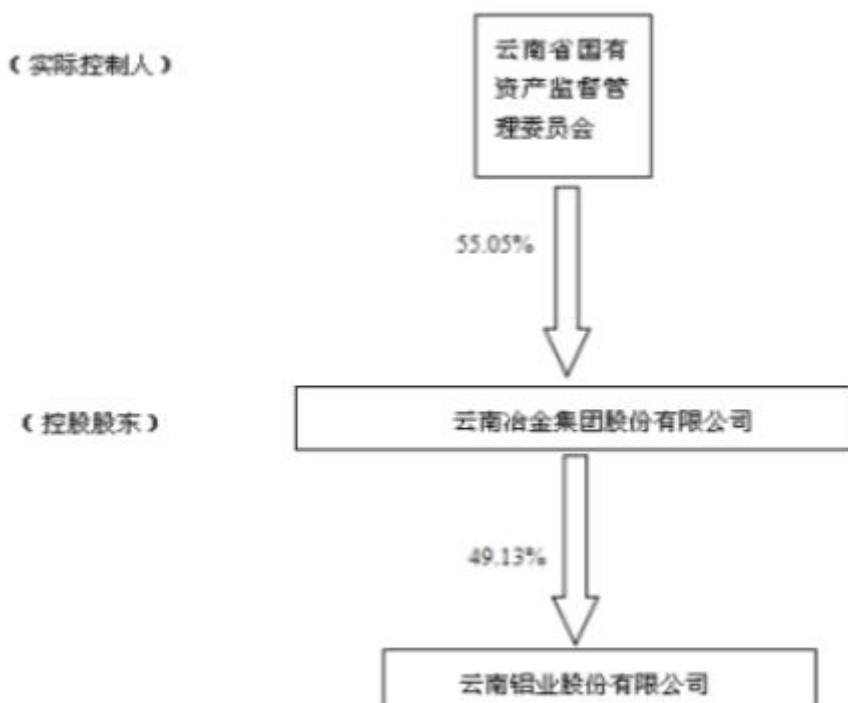 （实际控制人）
云南省国有
资产监督管
理委员会
55.05%
（控股股东）
云南冶金集团股份有限公司
49.13%
云南铝业股份有限公司